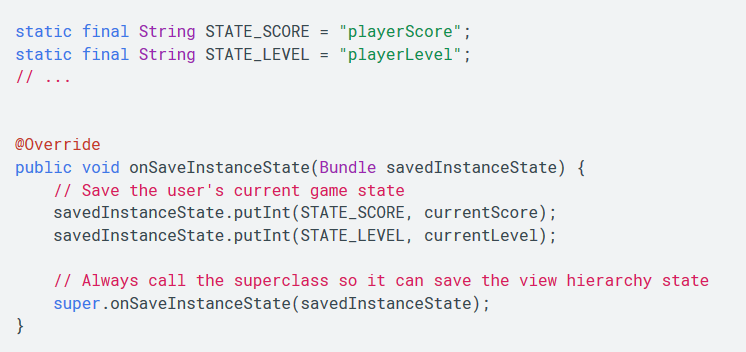 static final String STATE_SCORE = "playerScore";
static final String STATE_LEVEL = "playerLevel";
// ...
@Override
public void onSaveInstanceState(Bundle savedInstanceState) {
    // Save the user's current game state
    savedInstanceState.putInt(STATE_SCORE, currentScore);
    savedInstanceState.putInt(STATE_LEVEL, currentLevel);
    // Always call the superclass so it can save the view hierarchy state
    super.onSaveInstanceState(savedInstanceState);
}